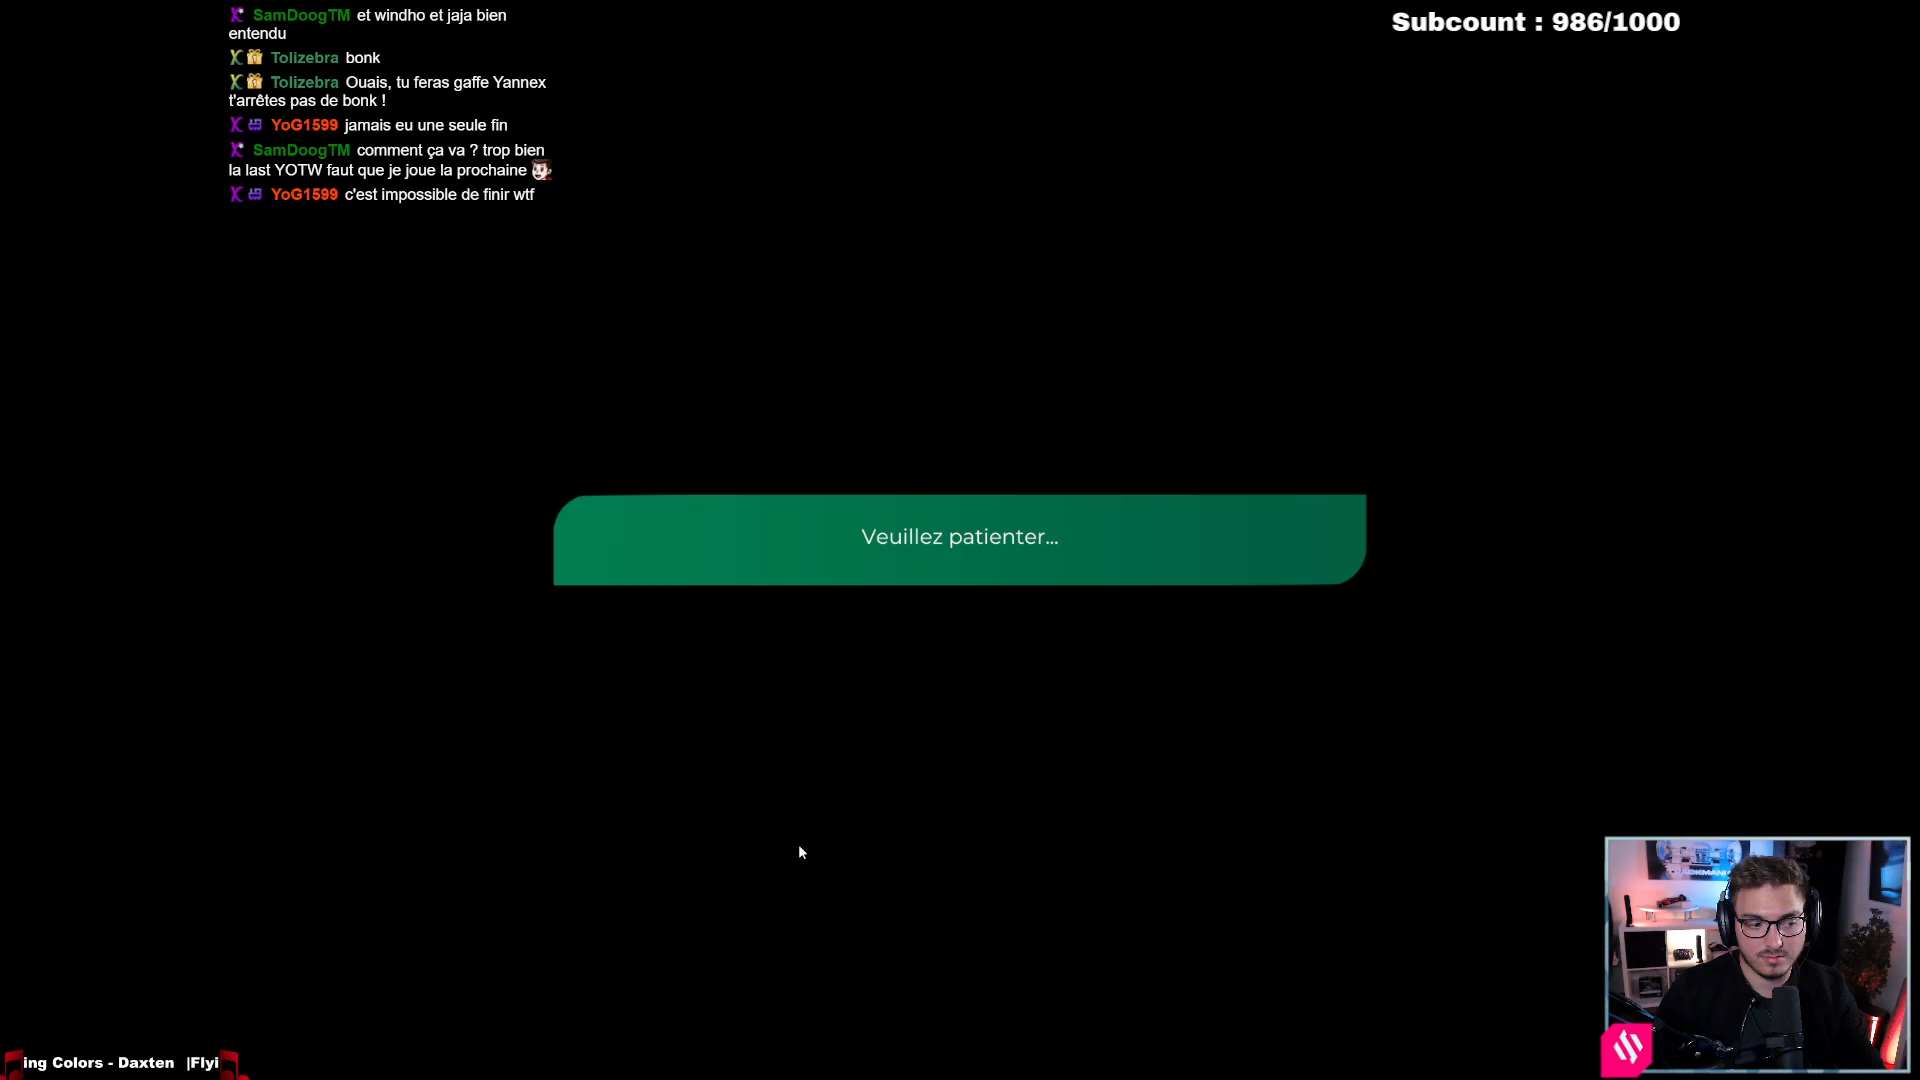 SamDoogTM et windho et jaja bien
entendu
Tolizebra bonk
Tolizebra Ouais, tu feras gaffe Yannex
t'arrêtes pas de bonk !
YoG1599 jamais eu une seule fin
SamDoogTM comment ça va ? trop bien
la last YOTW faut que je joue la prochaine
YoG1599 c'est impossible de finir wtf
Subcount : 986/1000
Veuillez patienter...
ing Colors - Daxten |Flyi